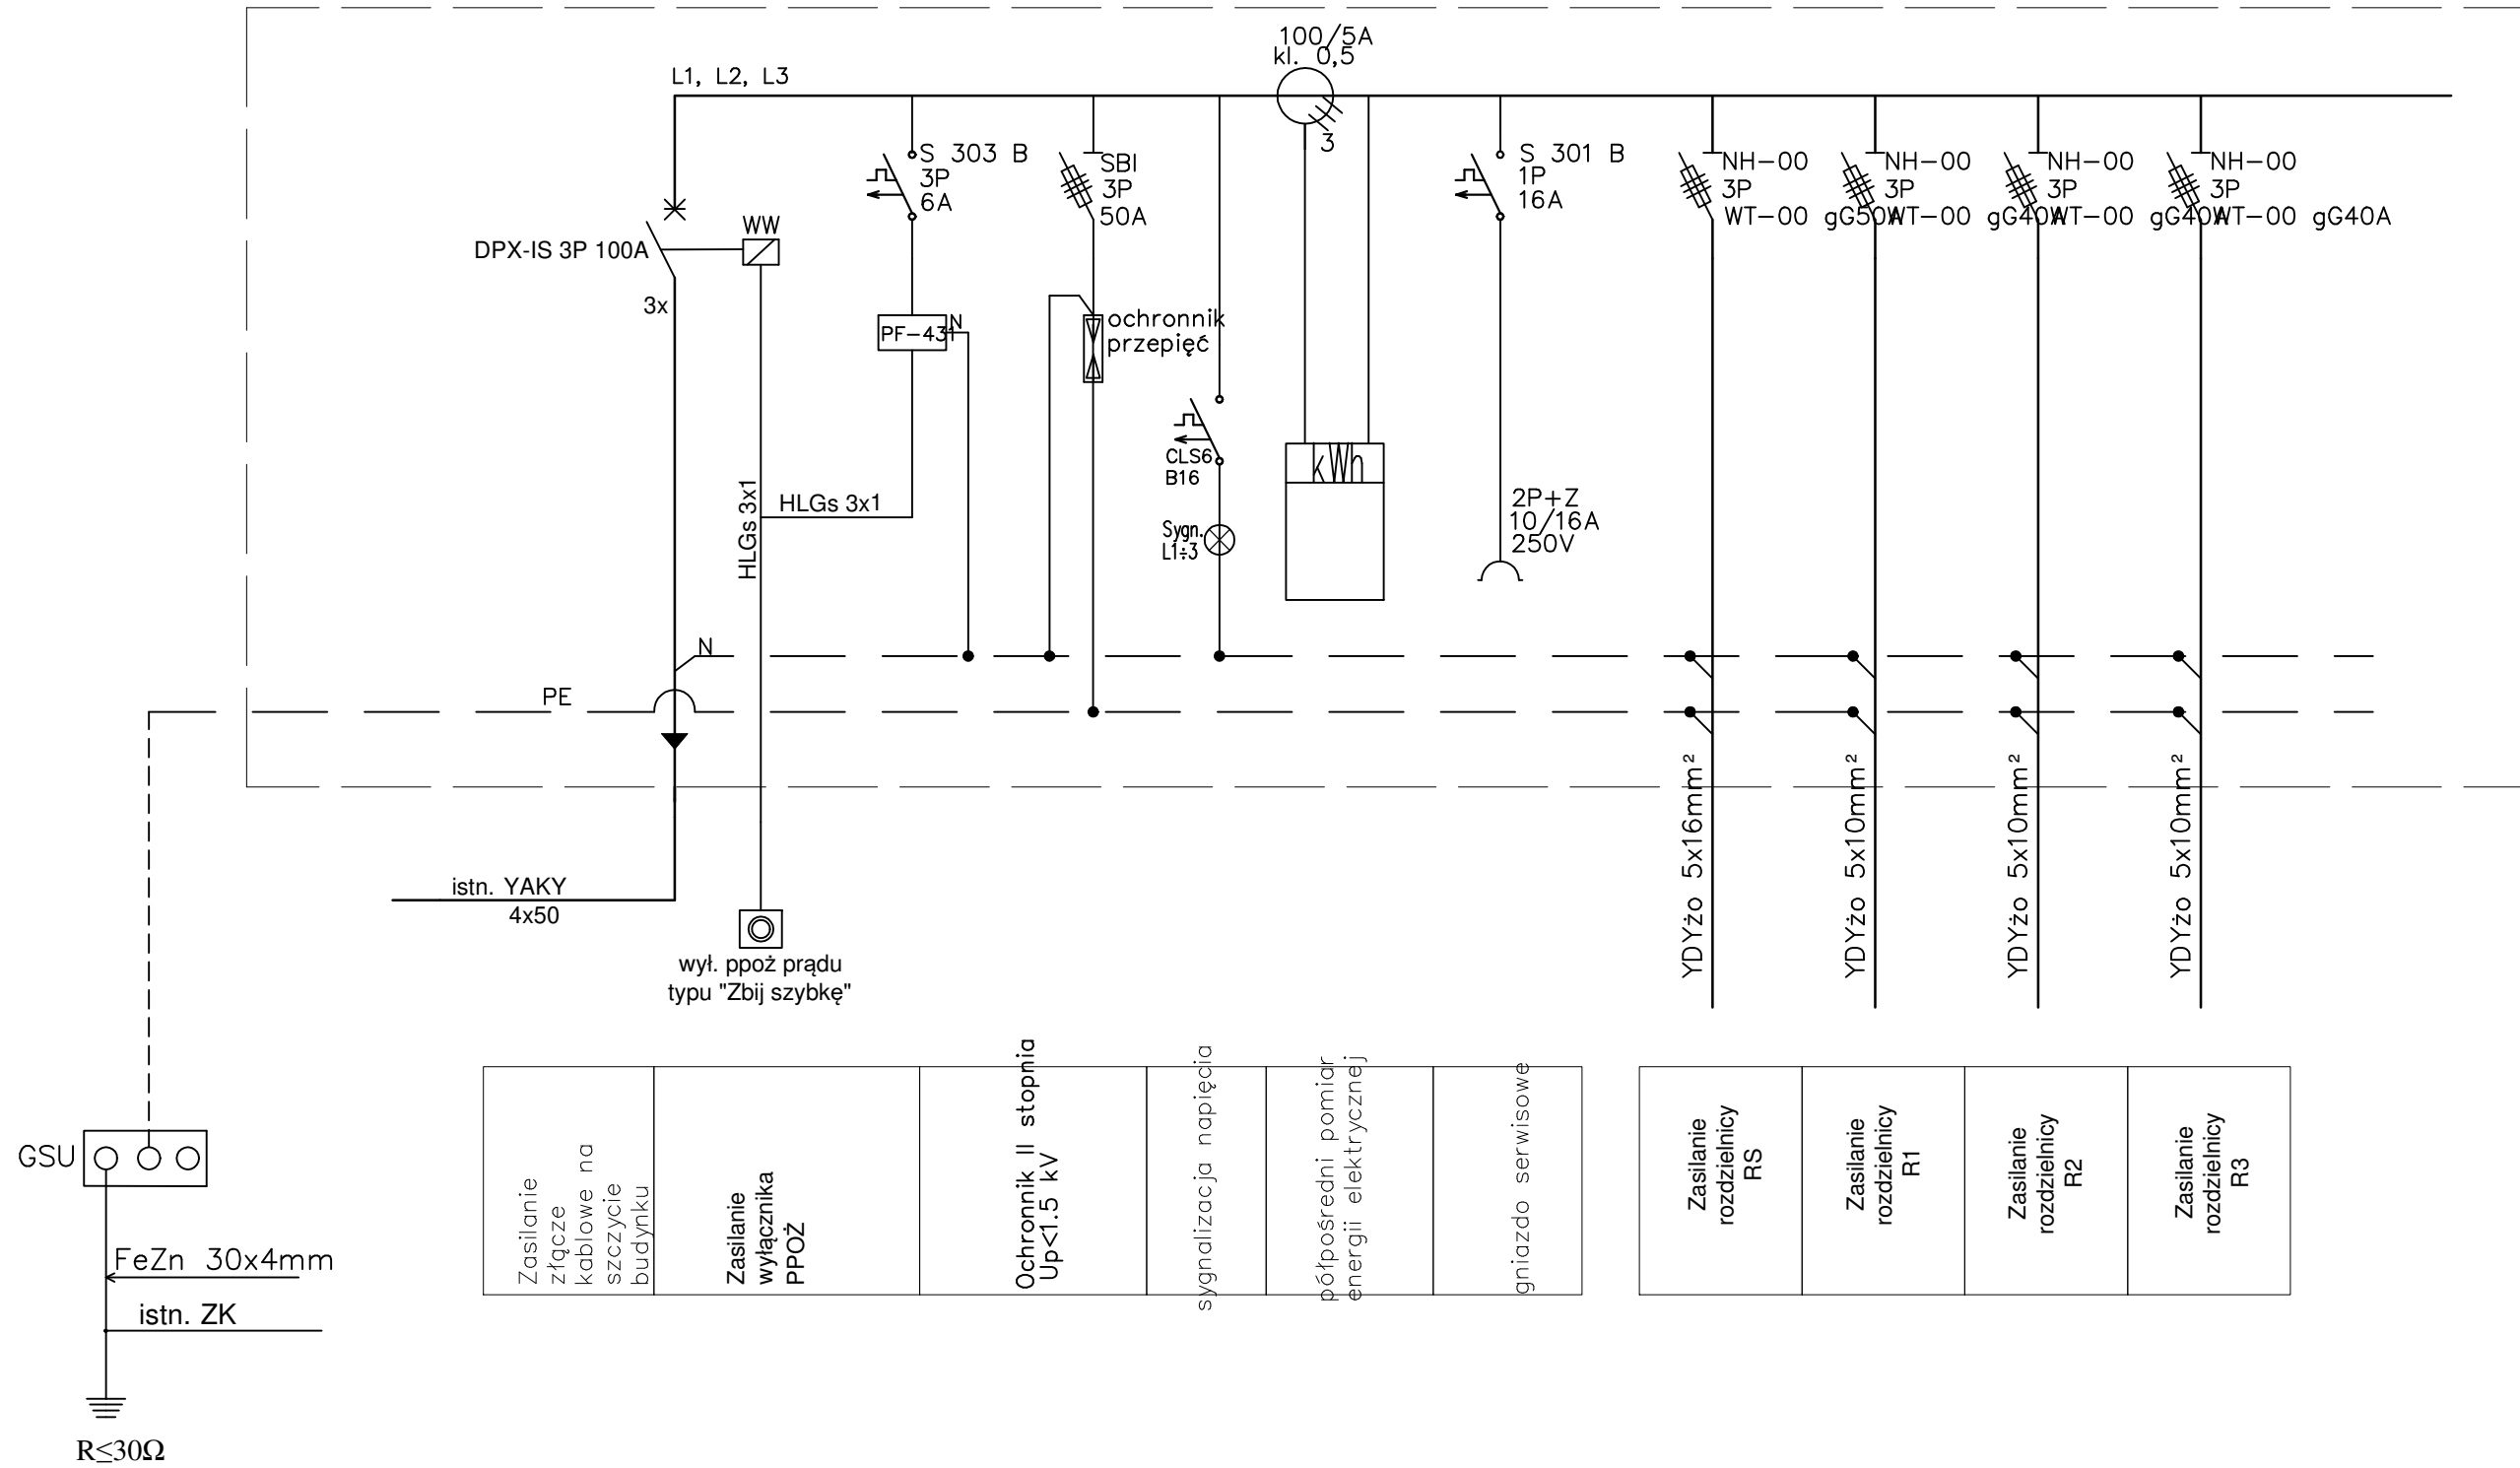 100/5A
kl. 0,5
L1, L2, L3
3
S 303 B
3P
6A
SBI
3P
50A
S 301 B
1P
16A
NH-00
3P
WT-00 gG50A
NH-00
3P
WT-00 gG40A
NH-00
3P
WT-00 gG40A
NH-00
3P
WT-00 gG40A
WW
DPX-IS 3P 100A
3x
PF-431
N
ochronnik
przepięć
CLS6
B16
kWh
HLGs 3x1
HLGs 3x1
Sygn.
L1÷3
2P+Z
10/16A
250V
N
PE
YDYżo 5x16mm²
YDYżo 5x10mm²
YDYżo 5x10mm²
YDYżo 5x10mm²
istn. YAKY
4x50
wył. ppoż prądu
typu "Zbij szybkę"
Zasilanie
złącze
kablowe na
szczycie
budynku
Zasilanie
wyłącznika
PPOŻ
Ochronnik II stopnia
Up<1.5 kV
sygnalizacja napięcia
półpośredni pomiar
energii elektrycznej
gniazdo serwisowe
Zasilanie
rozdzielnicy
RS
Zasilanie
rozdzielnicy
R1
Zasilanie
rozdzielnicy
R2
Zasilanie
rozdzielnicy
R3
GSU
FeZn 30x4mm
istn. ZK
R≤30Ω